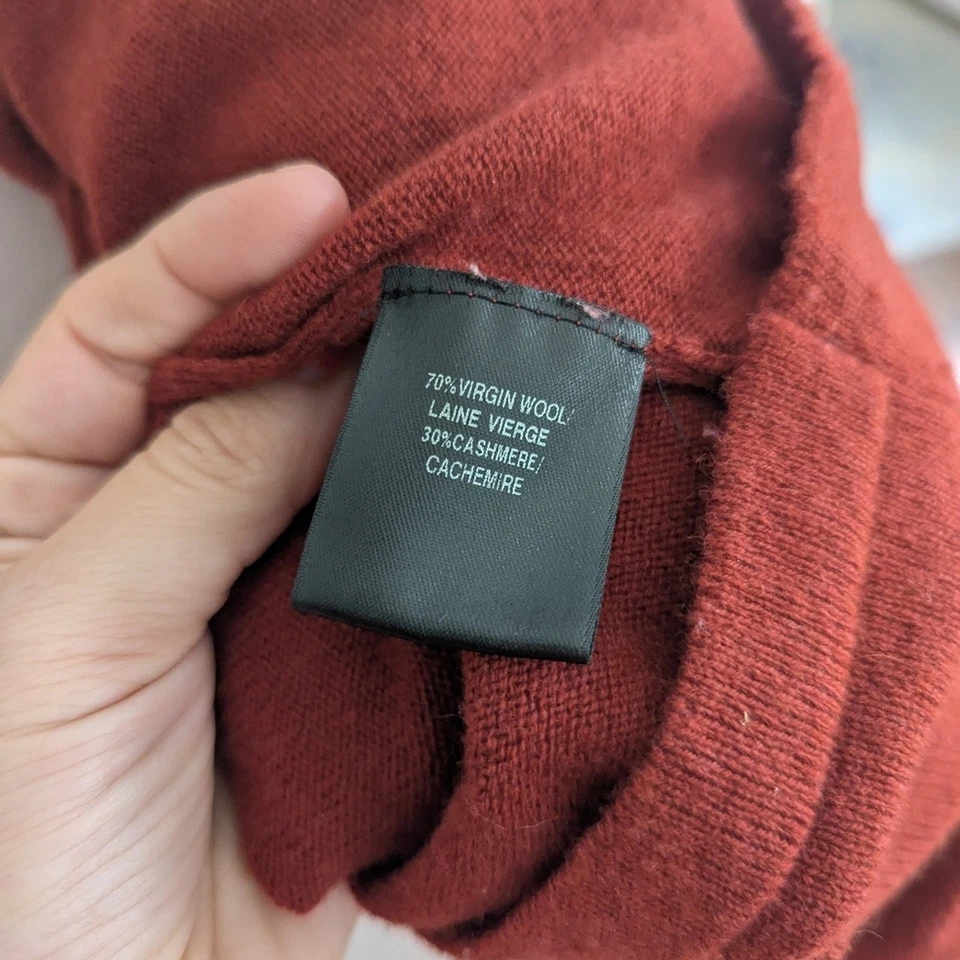 70%VIRGIN WOOL/
LAINE VIERGE
30%CASHMERE/
CACHEMIRE